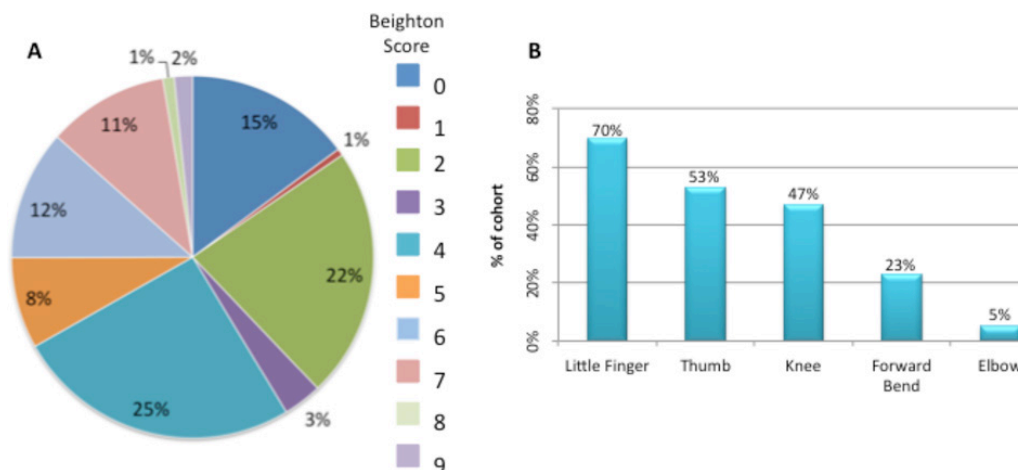 A
Beighton
Score
0
1
2
3
4
5
6
7
8
9
1%
2%
15%
1%
22%
3%
25%
8%
12%
11%
B
% of cohort
80%
60%
40%
20%
0%
70%
53%
47%
23%
5%
Little Finger
Thumb
Knee
Forward
Bend
Elbow